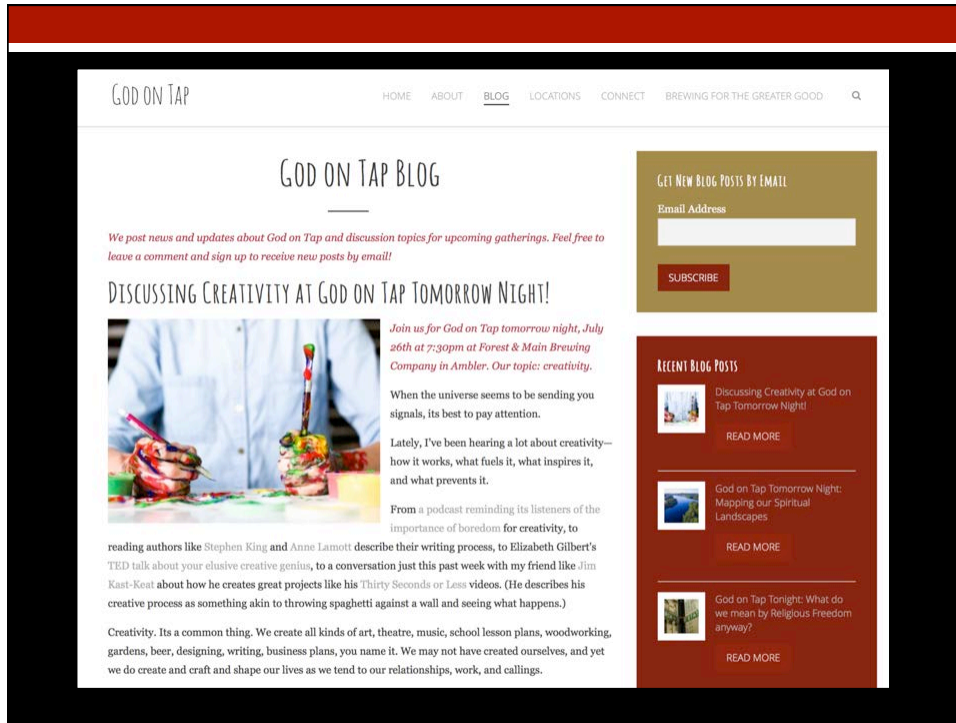 God on Tap
HOME ABOUT BLOG LOCATIONS CONNECT BREWING FOR THE GREATER GOOD
God on Tap Blog
We post news and updates about God on Tap and discussion topics for upcoming gatherings. Feel free to
leave a comment and sign up to receive new posts by email!
Discussing Creativity at God on Tap Tomorrow Night!
Join us for God on Tap tomorrow night, July
26th at 7:30pm at Forest & Main Brewing
Company in Ambler. Our topic: creativity.
When the universe seems to be sending you
signals, its best to pay attention.
Lately, I've been hearing a lot about creativity—
how it works, what fuels it, what inspires it,
and what prevents it.
From a podcast reminding its listeners of the
importance of boredom for creativity, to
reading authors like Stephen King and Anne Lamott describe their writing process, to Elizabeth Gilbert's
TED talk about your elusive creative genius, to a conversation just this past week with my friend like Jim
Kast-Keat about how he creates great projects like his Thirty Seconds or Less videos. (He describes his
creative process as something akin to throwing spaghetti against a wall and seeing what happens.)
Creativity. Its a common thing. We create all kinds of art, theatre, music, school lesson plans, woodworking,
gardens, beer, designing, writing, business plans, you name it. We may not have created ourselves, and yet
we do create and craft and shape our lives as we tend to our relationships, work, and callings.
Get New Blog Posts By Email
Email Address
SUBSCRIBE
Recent Blog Posts
Discussing Creativity at God on
Tap Tomorrow Night!
READ MORE
God on Tap Tomorrow Night:
Mapping our Spiritual
Landscapes
READ MORE
God on Tap Tonight: What do
we mean by Religious Freedom
anyway?
READ MORE